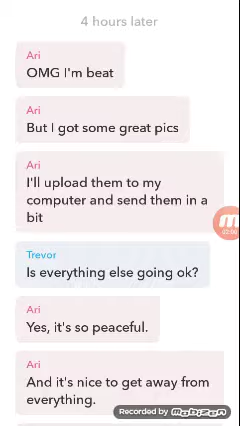 4 hours later
Ari
OMG I'm beat
Ari
But I got some great pics
Ari
I'll upload them to my
computer and send them in a
bit
Trevor
Is everything else going ok?
Ari
Yes, it's so peaceful.
Ari
And it's nice to get away from
everything.
Recorded by mobizen